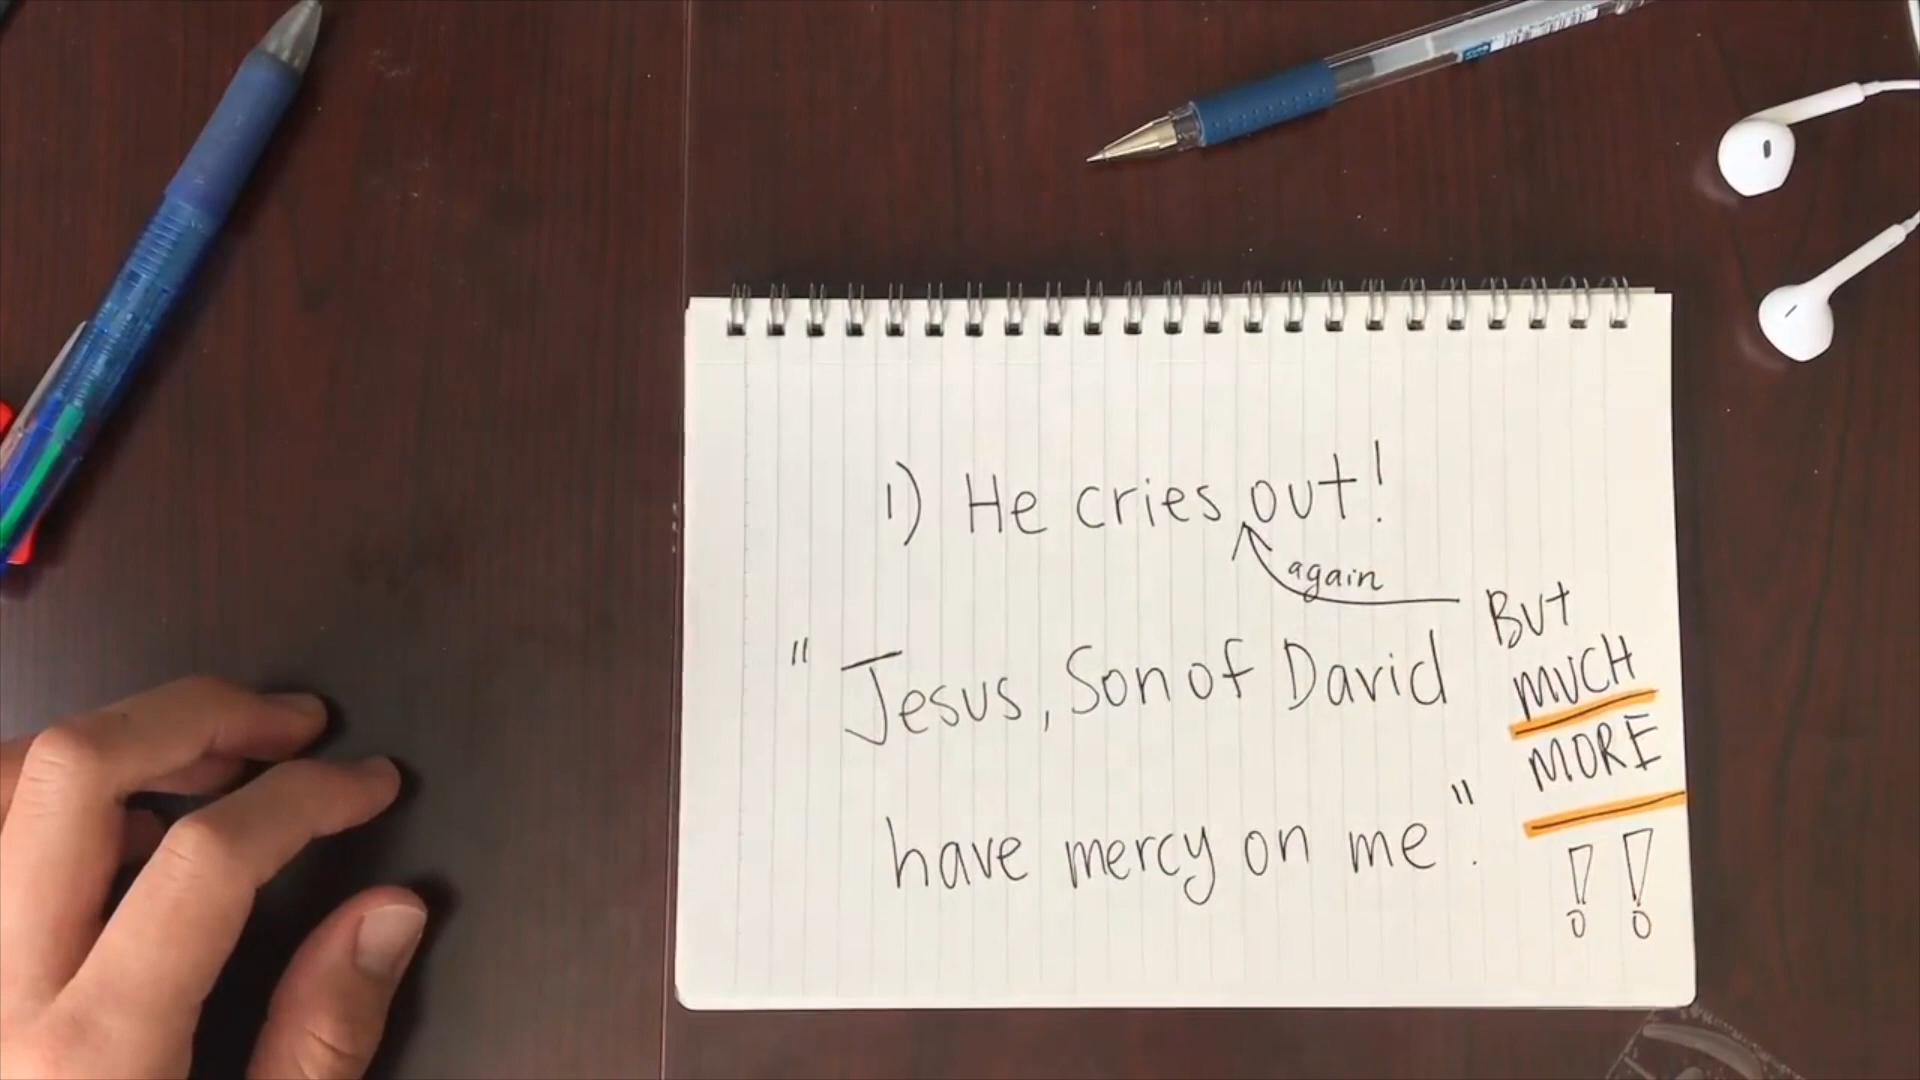 1) He cries out!
again
"Jesus, Son of David
have mercy on me".
But
MUCH
MORE
!!